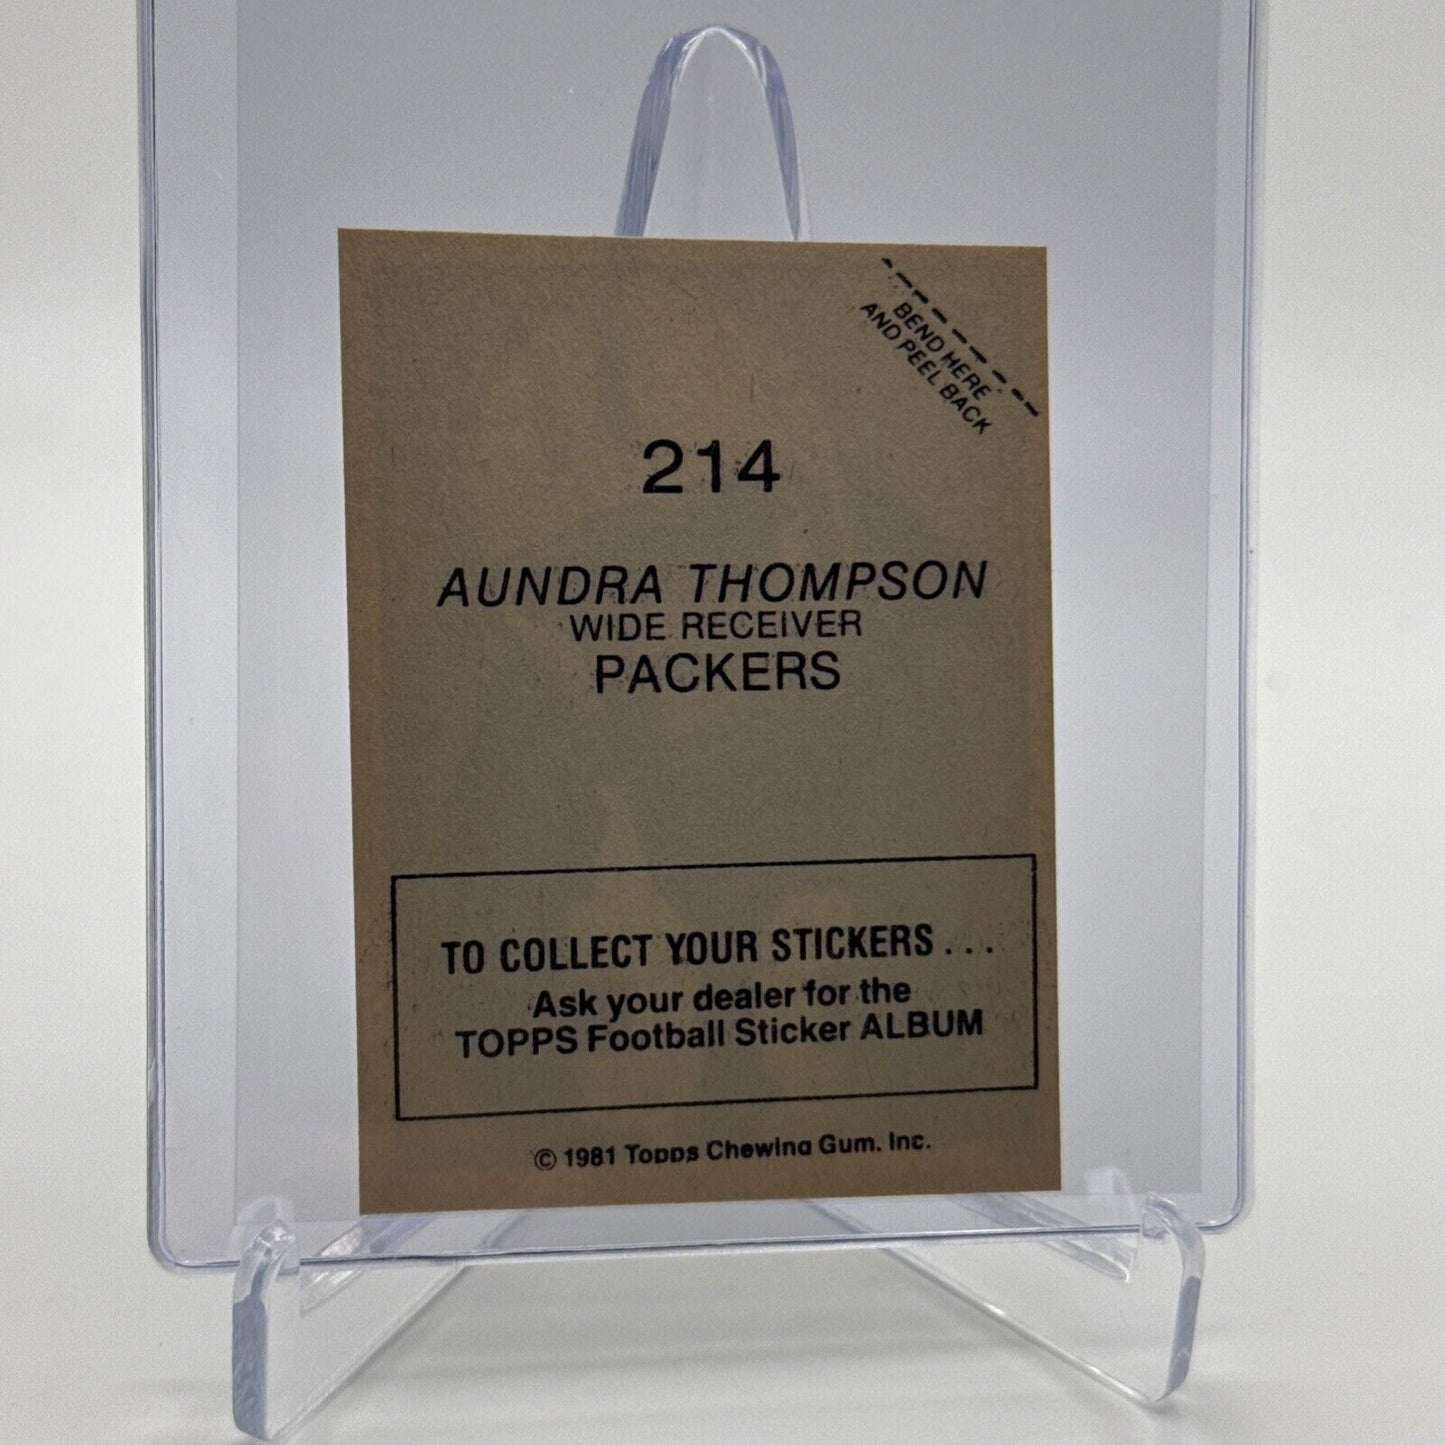 BEND HERE
AND PEEL BACK
214
AUNDRA THOMPSON
WIDE RECEIVER
PACKERS
TO COLLECT YOUR STICKERS . . .
Ask your dealer for the
TOPPS Football Sticker ALBUM
© 1981 Topps Chewing Gum. Inc.